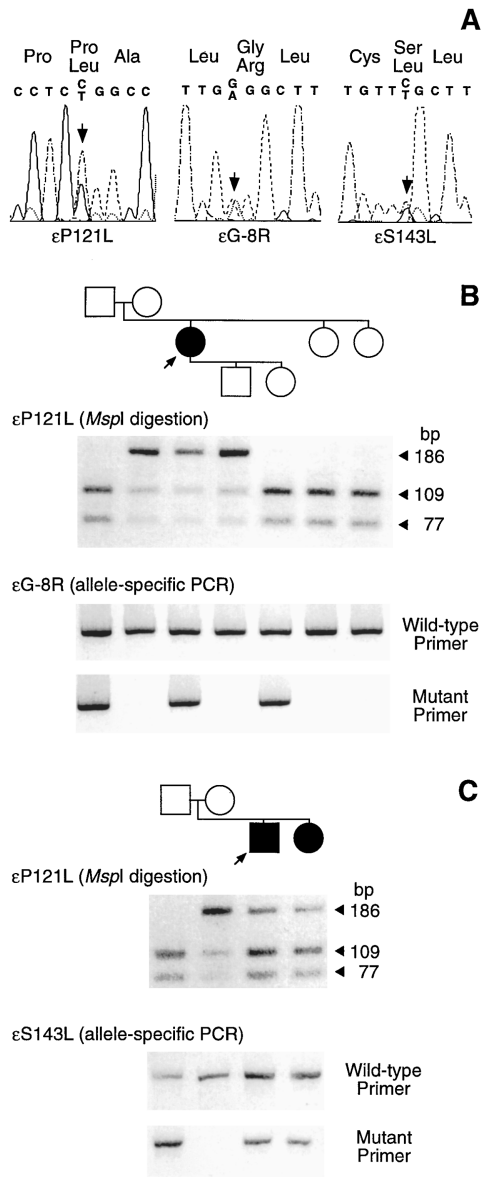 A
Pro Pro Ala
Leu
C C T C C G G C C
T
εP121L
Leu Gly Leu
Arg
T T G G G C T T
A
εG-8R
Cys Ser Leu
Leu
T G T T C G C T T
T
εS143L
B
εP121L (MspI digestion)
bp
186
109
77
εG-8R (allele-specific PCR)
Wild-type
Primer
Mutant
Primer
C
εP121L (MspI digestion)
bp
186
109
77
εS143L (allele-specific PCR)
Wild-type
Primer
Mutant
Primer